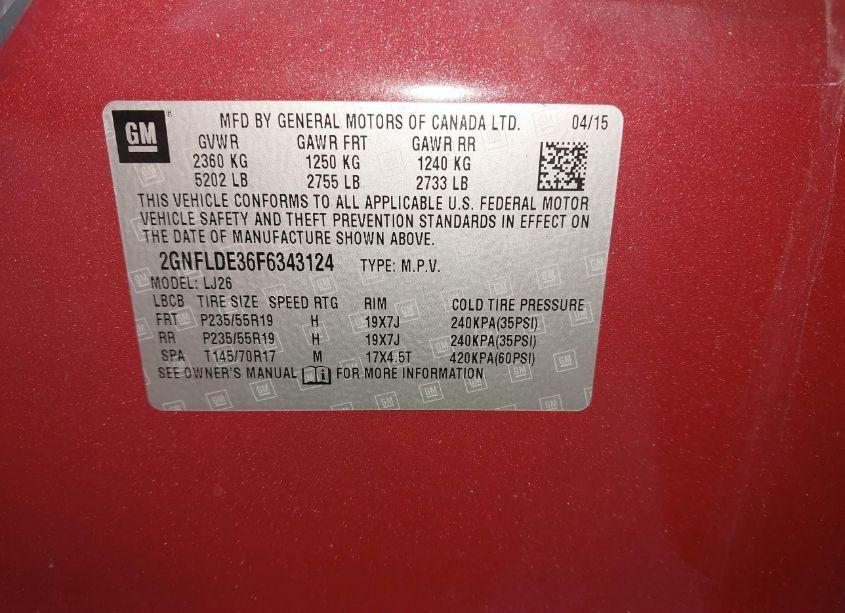 GM ® MFD BY GENERAL MOTORS OF CANADA LTD. 04/15
GVWR GAWR FRT GAWR RR
2360 KG 1250 KG 1240 KG
5202 LB 2755 LB 2733 LB
THIS VEHICLE CONFORMS TO ALL APPLICABLE U.S. FEDERAL MOTOR
VEHICLE SAFETY AND THEFT PREVENTION STANDARDS IN EFFECT ON
THE DATE OF MANUFACTURE SHOWN ABOVE.
2GNFLDE36F6343124 TYPE: M.P.V.
MODEL: LJ26
LBCB TIRE SIZE SPEED RTG RIM COLD TIRE PRESSURE
FRT P235/55R19 H 19X7J 240KPA(35PSI)
RR P235/55R19 H 19X7J 240KPA(35PSI)
SPA T145/70R17 M 17X4.5T 420KPA(60PSI)
SEE OWNER'S MANUAL FOR MORE INFORMATION